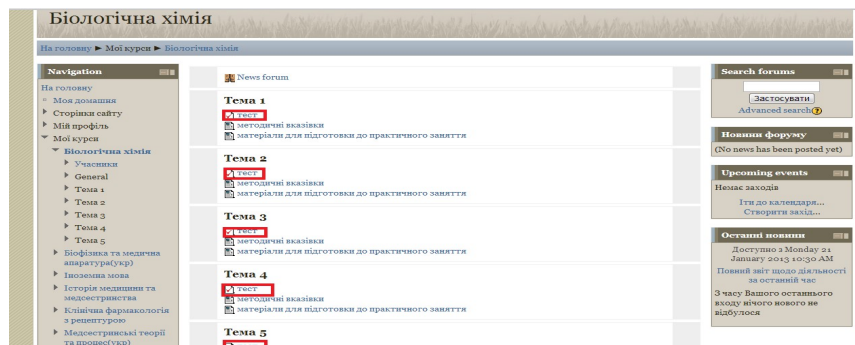 Біологічна хімія
На головну ► Мої курси ► Біологічна хімія
Navigation
На головну
Моя домашня
Сторінки сайту
Мій профіль
Мої курси
Біологічна хімія
Учасники
General
Тема 1
Тема 2
Тема 3
Тема 4
Тема 5
Біофізика та медична
апаратура(укр)
Іноземна мова
Історія медицини та
медсестринства
Клінічна фармакологія
з рецептурою
Медсестринські теорії
та процес(укр)
News forum
Тема 1
тест
методичні вказівки
матеріали для підготовки до практичного заняття
Тема 2
тест
методичні вказівки
матеріали для підготовки до практичного заняття
Тема 3
тест
методичні вказівки
матеріали для підготовки до практичного заняття
Тема 4
тест
методичні вказівки
матеріали для підготовки до практичного заняття
Тема 5
Search forums
Застосувати
Advanced search
Новини форуму
(No news has been posted yet)
Upcoming events
Немає заходів
Іти до календаря...
Створити захід...
Останні новини
Доступно з Monday 21
January 2013 10:30 AM
Повний звіт щодо діяльності
за останній час
З часу Вашого останнього
входу нічого нового не
відбулося